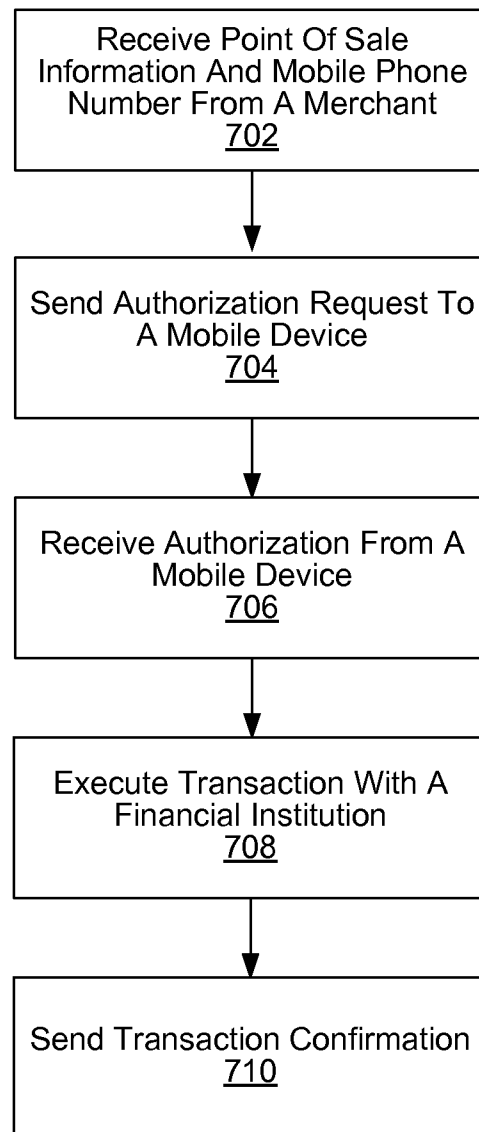 Receive Point Of Sale
Information And Mobile Phone
Number From A Merchant
702
Send Authorization Request To
A Mobile Device
704
Receive Authorization From A
Mobile Device
706
Execute Transaction With A
Financial Institution
708
Send Transaction Confirmation
710